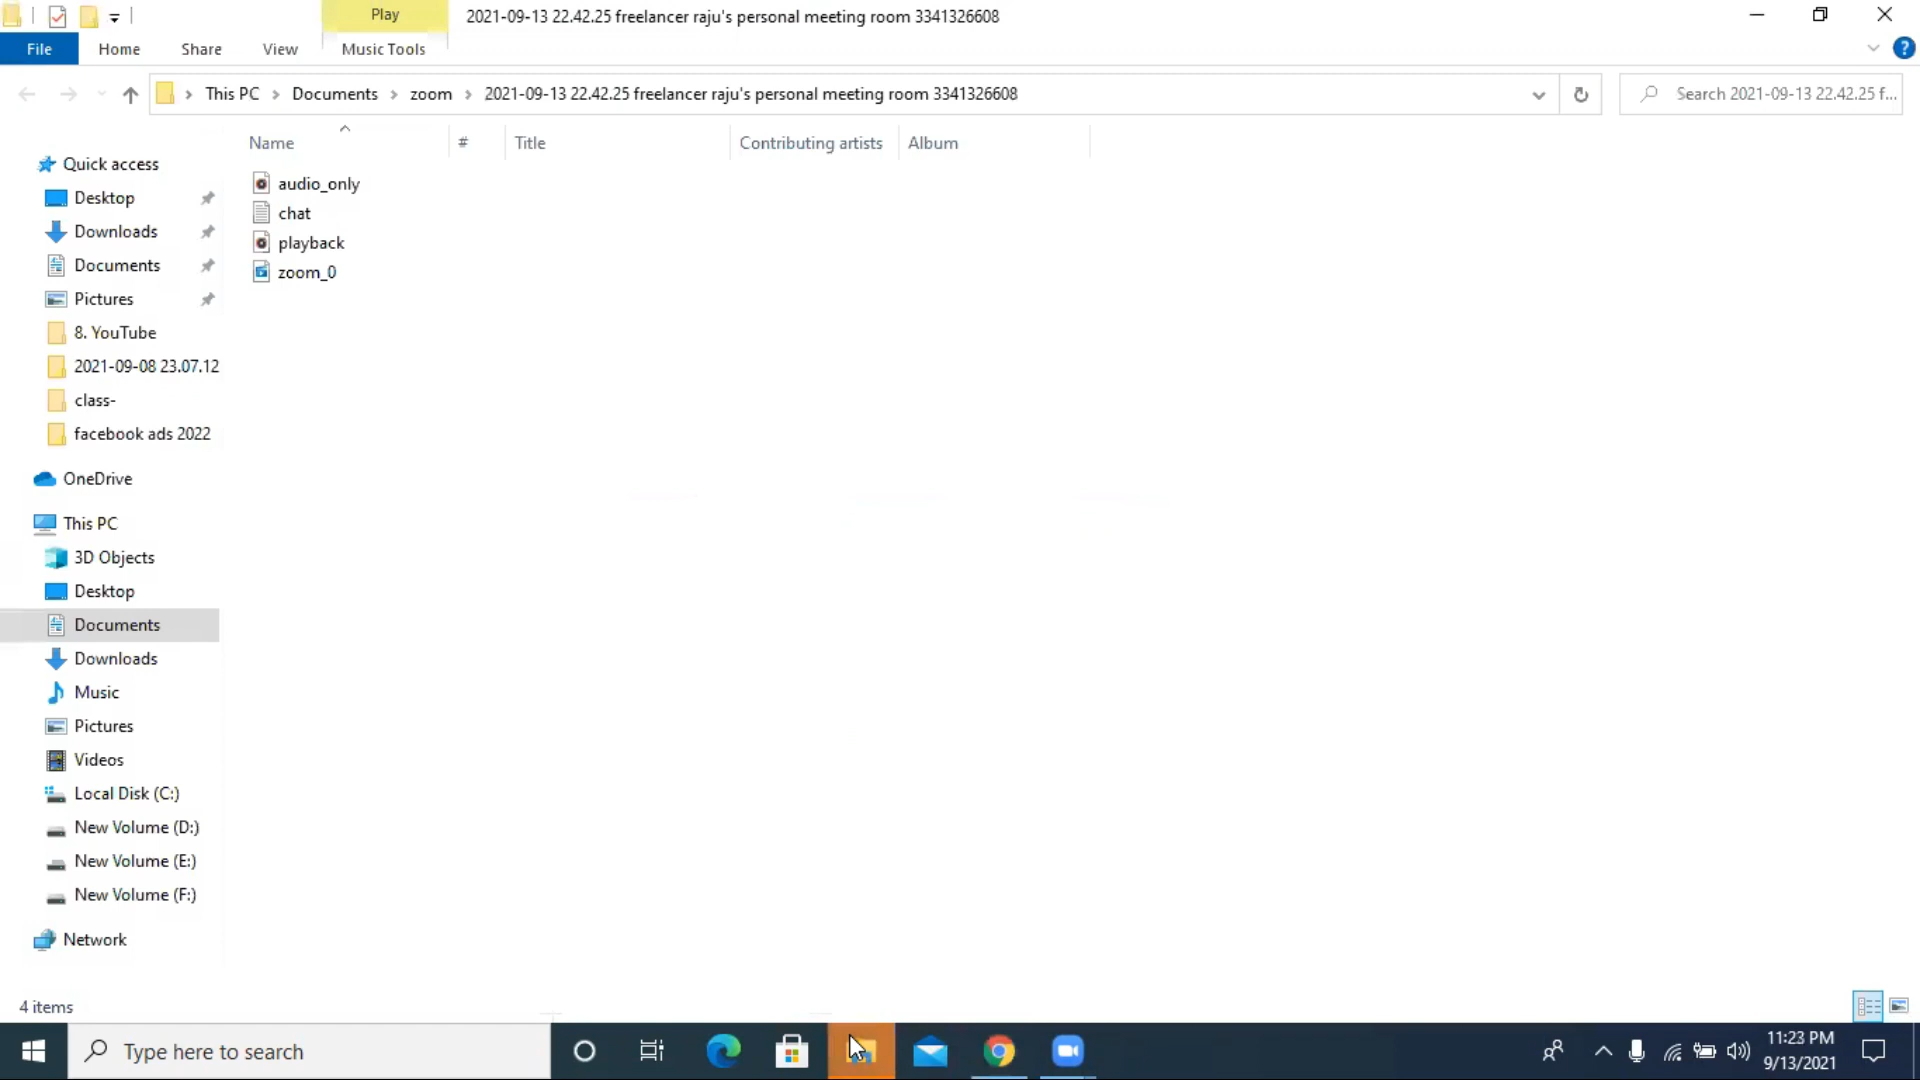 Play
2021-09-13 22.42.25 freelancer raju's personal meeting room 3341326608
File Home Share View Music Tools
This PC > Documents > zoom > 2021-09-13 22.42.25 freelancer raju's personal meeting room 3341326608
Search 2021-09-13 22.42.25 f...
Name # Title Contributing artists Album
audio_only
chat
playback
zoom_0
Quick access
Desktop
Downloads
Documents
Pictures
8. YouTube
2021-09-08 23.07.12
class-
facebook ads 2022
OneDrive
This PC
3D Objects
Desktop
Documents
Downloads
Music
Pictures
Videos
Local Disk (C:)
New Volume (D:)
New Volume (E:)
New Volume (F:)
Network
4 items
Type here to search
11:23 PM
9/13/2021